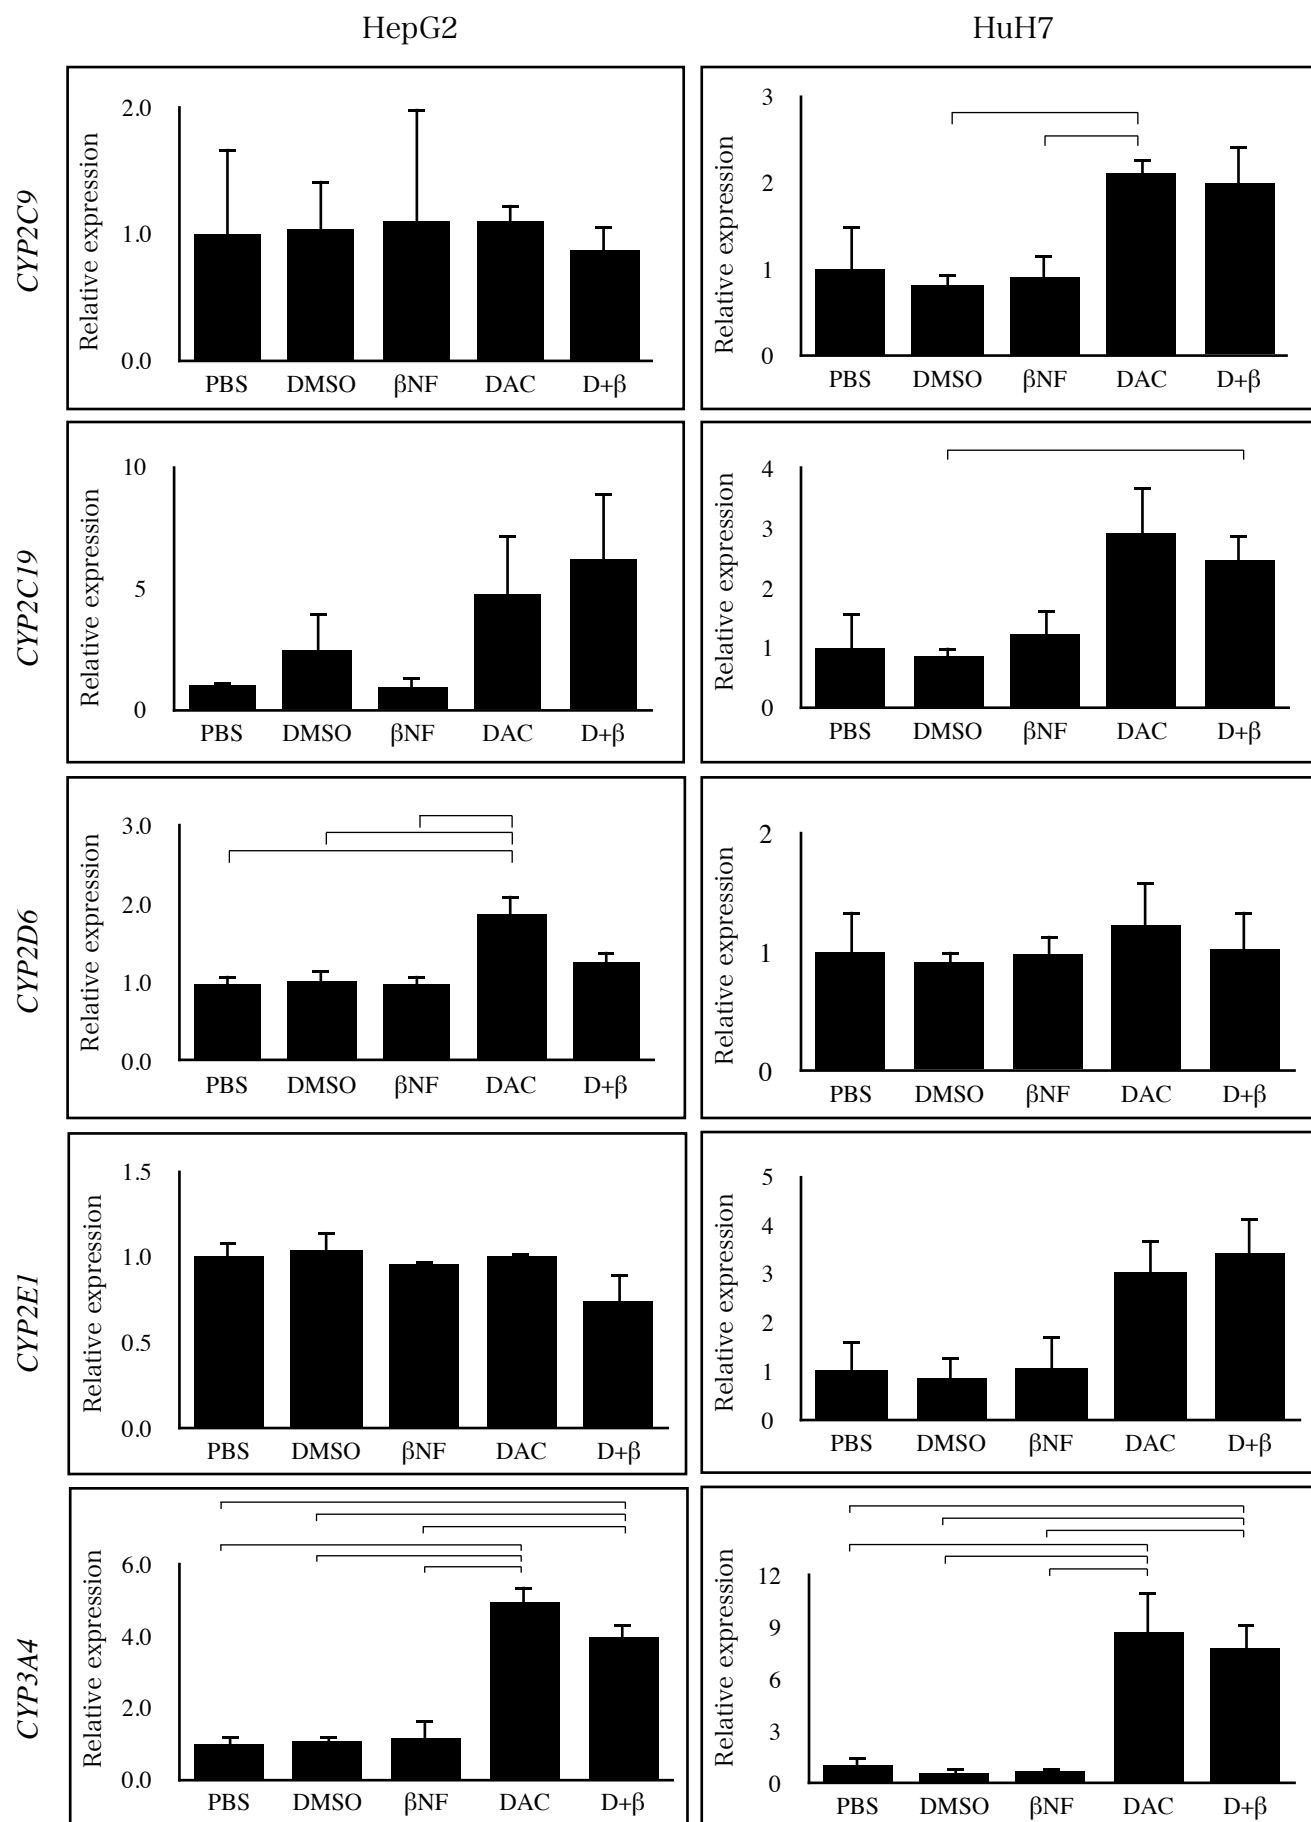 HepG2
HuH7
CYP2C9
Relative expression
2.0
1.0
0.0
PBS DMSO βNF DAC D+β
Relative expression
3
2
1
0
PBS DMSO βNF DAC D+β
CYP2C19
Relative expression
10
5
0
PBS DMSO βNF DAC D+β
Relative expression
4
3
2
1
0
PBS DMSO βNF DAC D+β
CYP2D6
Relative expression
3.0
2.0
1.0
0.0
PBS DMSO βNF DAC D+β
Relative expression
2
1
0
PBS DMSO βNF DAC D+β
CYP2E1
Relative expression
1.5
1.0
0.5
0.0
PBS DMSO βNF DAC D+β
Relative expression
5
4
3
2
1
0
PBS DMSO βNF DAC D+β
CYP3A4
Relative expression
6.0
4.0
2.0
0.0
PBS DMSO βNF DAC D+β
Relative expression
12
9
6
3
0
PBS DMSO βNF DAC D+β